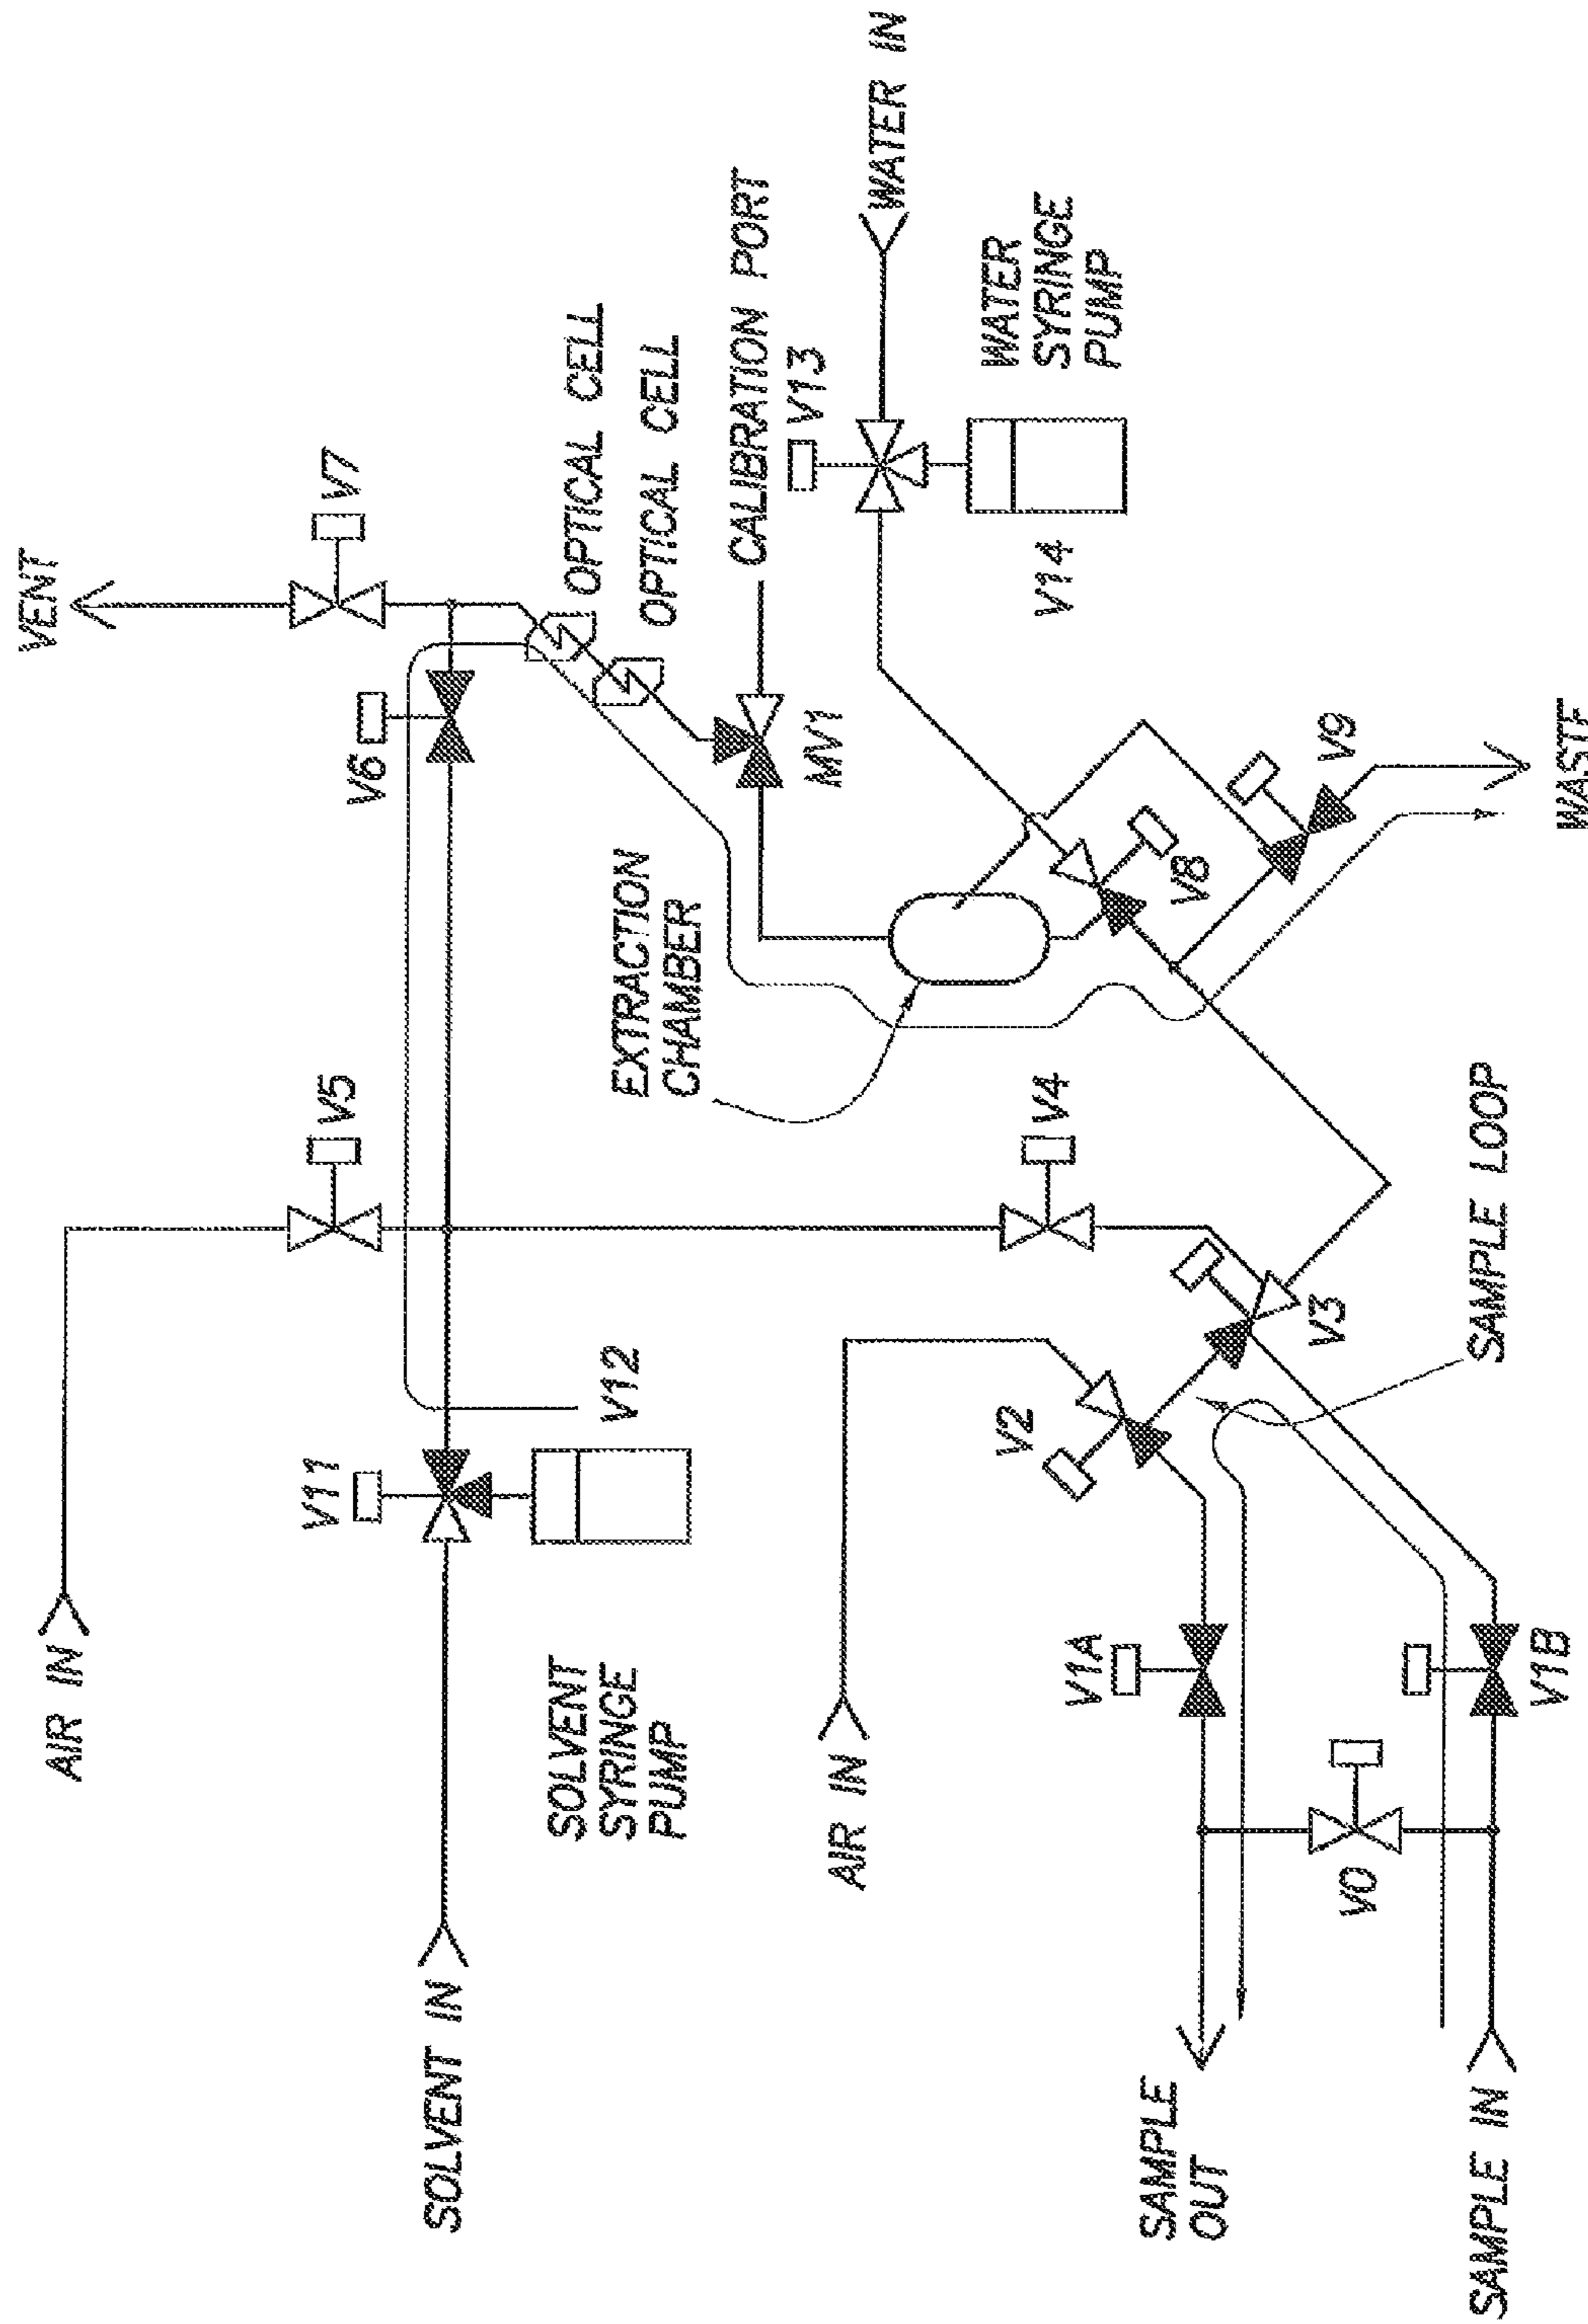 VENT
V7
OPTICAL CELL
OPTICAL CELL
CALIBRATION PORT
V13
WATER IN
WATER
SYRINGE
PUMP
V14
V6
MV1
V9
WASTE
V8
EXTRACTION
CHAMBER
V5
V4
SAMPLE LOOP
V3
V12
V2
V11
AIR IN
SOLVENT
SYRINGE
PUMP
AIR IN
V1A
V1B
V0
SOLVENT IN
SAMPLE
OUT
SAMPLE IN